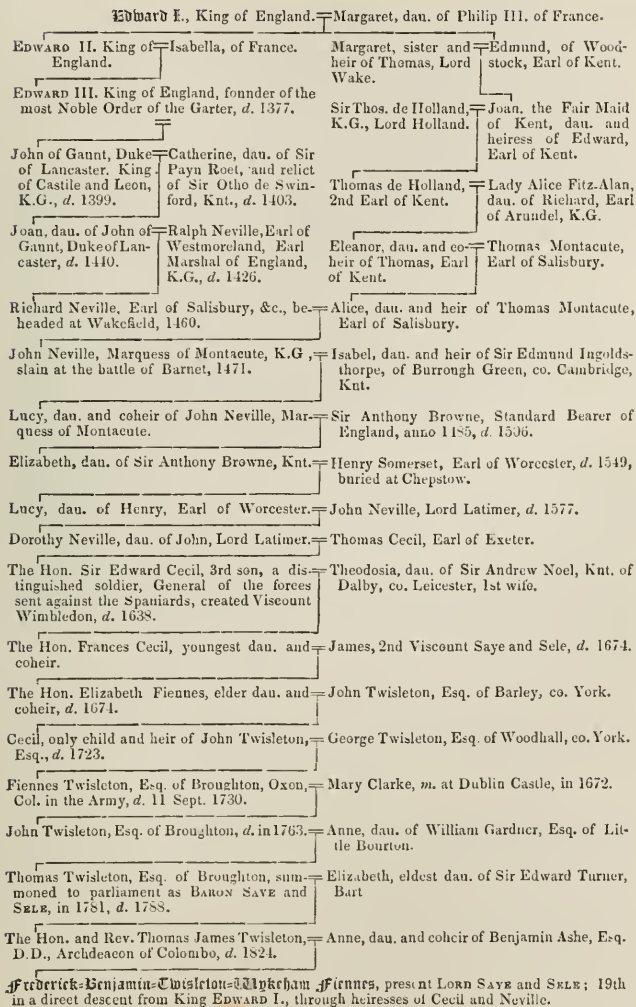 Edward I., King of England.
Margaret, dau. of Philip III. of France.
Edward II. King of England.
Isabella, of France.
Margaret, sister and heir of Thomas, Lord Wake.
Edmund, of Woodstock, Earl of Kent.
Edward III. King of England, founder of the
most Noble Order of the Garter, d. 1377.
Sir Thos. de Holland,
K.G., Lord Holland.
Joan, the Fair Maid
of Kent, dau. and
heiress of Edward,
Earl of Kent.
John of Gaunt, Duke
of Lancaster, King
of Castile and Leon,
K.G., d. 1399.
Catherine, dau. of Sir
Payn Roet, and relict
of Sir Otho de Swin-
ford, Knt., d. 1403.
Thomas de Holland,
2nd Earl of Kent.
Lady Alice Fitz-Alan,
dau. of Richard, Earl
of Arundel, K.G.
Joan, dau. of John of
Gaunt, Duke of Lan-
caster, d. 1440.
Ralph Neville, Earl of
Westmoreland, Earl
Marshal of England,
K.G., d. 1426.
Eleanor, dau. and co-
heir of Thomas, Earl
of Kent.
Thomas Montacute,
Earl of Salisbury.
Richard Neville, Earl of Salisbury, &c., be-
headed at Wakefield, 1460.
Alice, dau. and heir of Thomas Montacute,
Earl of Salisbury.
John Neville, Marquess of Montacute, K.G.,
slain at the battle of Barnet, 1471.
Isabel, dau. and heir of Sir Edmund Ingolds-
thorpe, of Burrough Green, co. Cambridge,
Knt.
Lucy, dau. and coheir of John Neville, Mar-
quess of Montacute.
Sir Anthony Browne, Standard Bearer of
England, anno 1485, d. 1506.
Elizabeth, dau. of Sir Anthony Browne, Knt.
Henry Somerset, Earl of Worcester, d. 1549,
buried at Chepstow.
Lucy, dau. of Henry, Earl of Worcester.
John Neville, Lord Latimer, d. 1577.
Dorothy Neville, dau. of John, Lord Latimer.
Thomas Cecil, Earl of Exeter.
The Hon. Sir Edward Cecil, 3rd son, a dis-
tinguished soldier, General of the forces
sent against the Spaniards, created Viscount
Wimbledon, d. 1638.
Theodosia, dau. of Sir Andrew Noel, Knt. of
Dalby, co. Leicester, 1st wife.
The Hon. Frances Cecil, youngest dau. and
coheir.
James, 2nd Viscount Saye and Sele, d. 1674.
The Hon. Elizabeth Fiennes, elder dau. and
coheir, d. 1674.
John Twisleton, Esq. of Barley, co. York.
Cecil, only child and heir of John Twisleton,
Esq., d. 1723.
George Twisleton, Esq. of Woodhall, co. York.
Fiennes Twisleton, Esq. of Broughton, Oxon,
Col. in the Army, d. 11 Sept. 1730.
Mary Clarke, m. at Dublin Castle, in 1672.
John Twisleton, Esq. of Broughton, d. in 1763.
Anne, dau. of William Gardner, Esq. of Lit-
tle Bourton.
Thomas Twisleton, Esq. of Broughton, sum-
moned to parliament as Baron Saye and
Sele, in 1781, d. 1788.
Elizabeth, eldest dau. of Sir Edward Turner,
Bart
The Hon. and Rev. Thomas James Twisleton,
D.D., Archdeacon of Colombo, d. 1824.
Anne, dau. and coheir of Benjamin Ashe, Esq.
Frederick-Benjamin-Twisleton-Wykeham Fiennes, present Lord Saye and Sele; 19th
in a direct descent from King Edward I., through heiresses of Cecil and Neville.